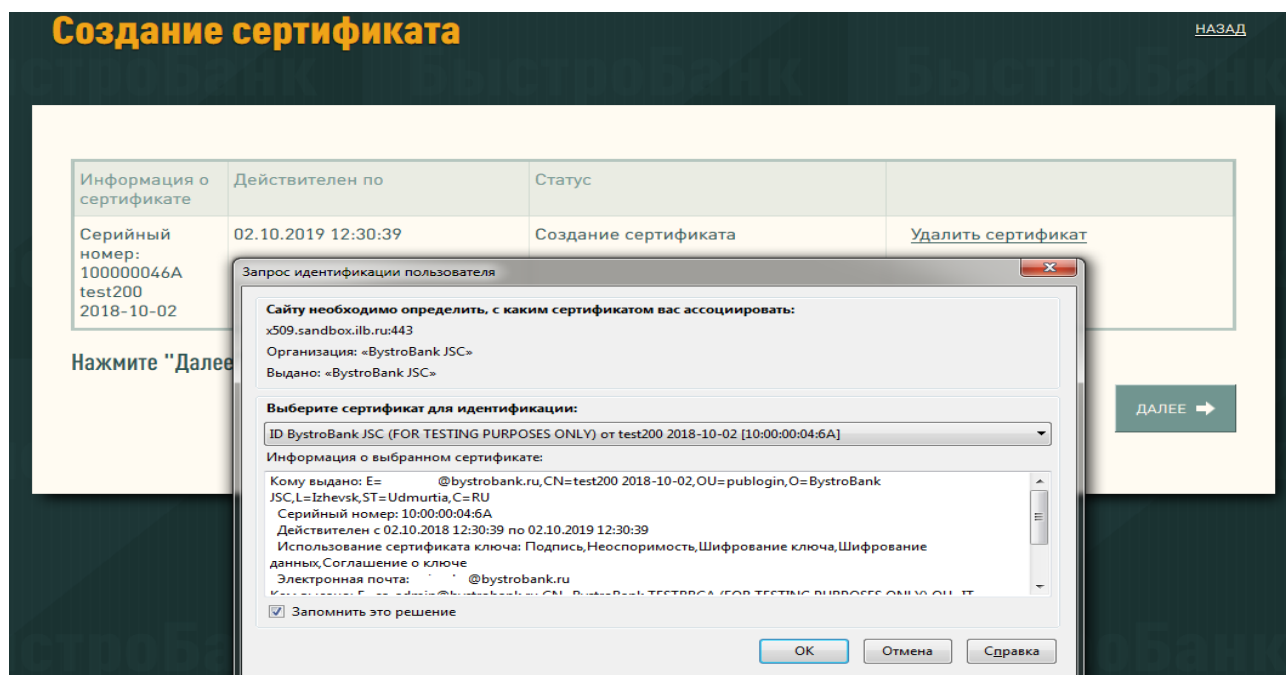 Создание сертификата
НАЗАД
Информация о сертификате
Действителен по
Статус
Серийный номер: 100000046A test200 2018-10-02
02.10.2019 12:30:39
Создание сертификата
Удалить сертификат
Нажмите "Далее
ДАЛЕЕ
Запрос идентификации пользователя
Сайту необходимо определить, с каким сертификатом вас ассоциировать:
x509.sandbox.ilb.ru:443
Организация: «BystroBank JSC»
Выдано: «BystroBank JSC»
Выберите сертификат для идентификации:
ID BystroBank JSC (FOR TESTING PURPOSES ONLY) от test200 2018-10-02 [10:00:00:04:6A]
Информация о выбранном сертификате:
Кому выдано: E= @bystrobank.ru,CN=test200 2018-10-02,OU=publogin,O=BystroBank
JSC,L=Izhevsk,ST=Udmurtia,C=RU
Серийный номер: 10:00:00:04:6A
Действителен с 02.10.2018 12:30:39 по 02.10.2019 12:30:39
Использование сертификата ключа: Подпись,Неоспоримость,Шифрование ключа,Шифрование
данных,Соглашение о ключе
Электронная почта: @bystrobank.ru
Запомнить это решение
ОК
Отмена
Справка